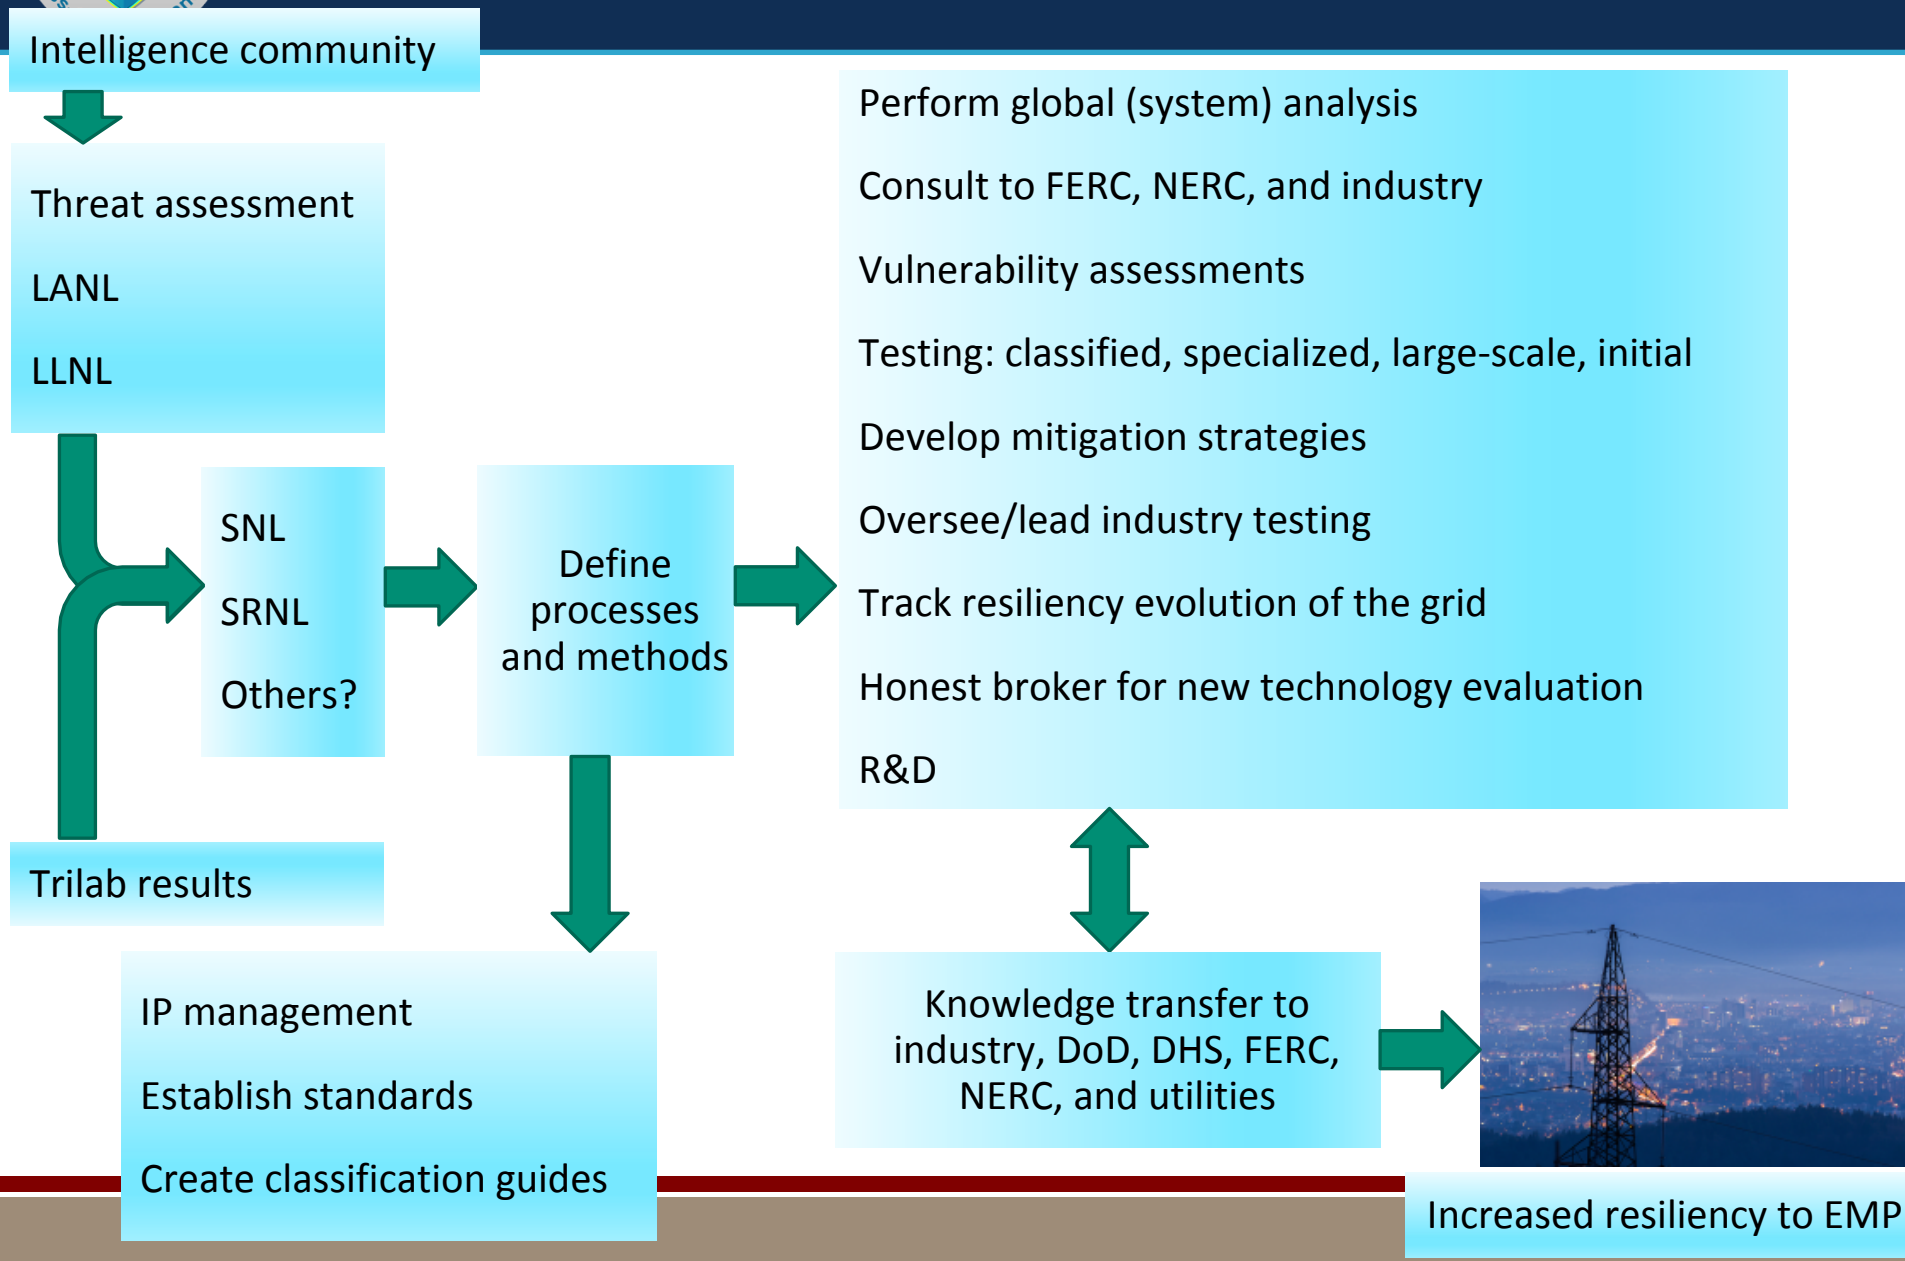 Intelligence community
Threat assessment
LANL
LLNL
SNL
SRNL
Others?
Trilab results
Define
processes
and methods
IP management
Establish standards
Create classification guides
Perform global (system) analysis
Consult to FERC, NERC, and industry
Vulnerability assessments
Testing: classified, specialized, large-scale, initial
Develop mitigation strategies
Oversee/lead industry testing
Track resiliency evolution of the grid
Honest broker for new technology evaluation
R&D
Knowledge transfer to
industry, DoD, DHS, FERC,
NERC, and utilities
Increased resiliency to EMP